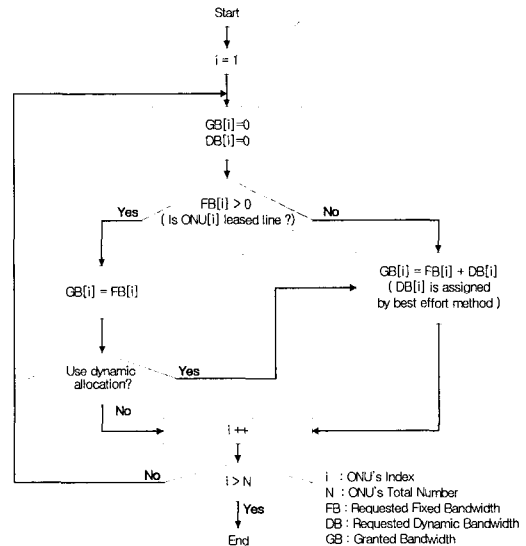 Start
i = 1
GB[i]=0
DB[i]=0
FB[i] > 0
( Is ONU[i] leased line ?)
Yes
No
GB[i] = FB[i]
GB[i] = FB[i] + DB[i]
( DB[i] is assigned
by best effort method )
Use dynamic
allocation?
Yes
No
i ++
i > N
No
Yes
End
i : ONU's Index
N : ONU's Total Number
FB : Requested Fixed Bandwidth
DB : Requested Dynamic Bandwidth
GB : Granted Bandwidth